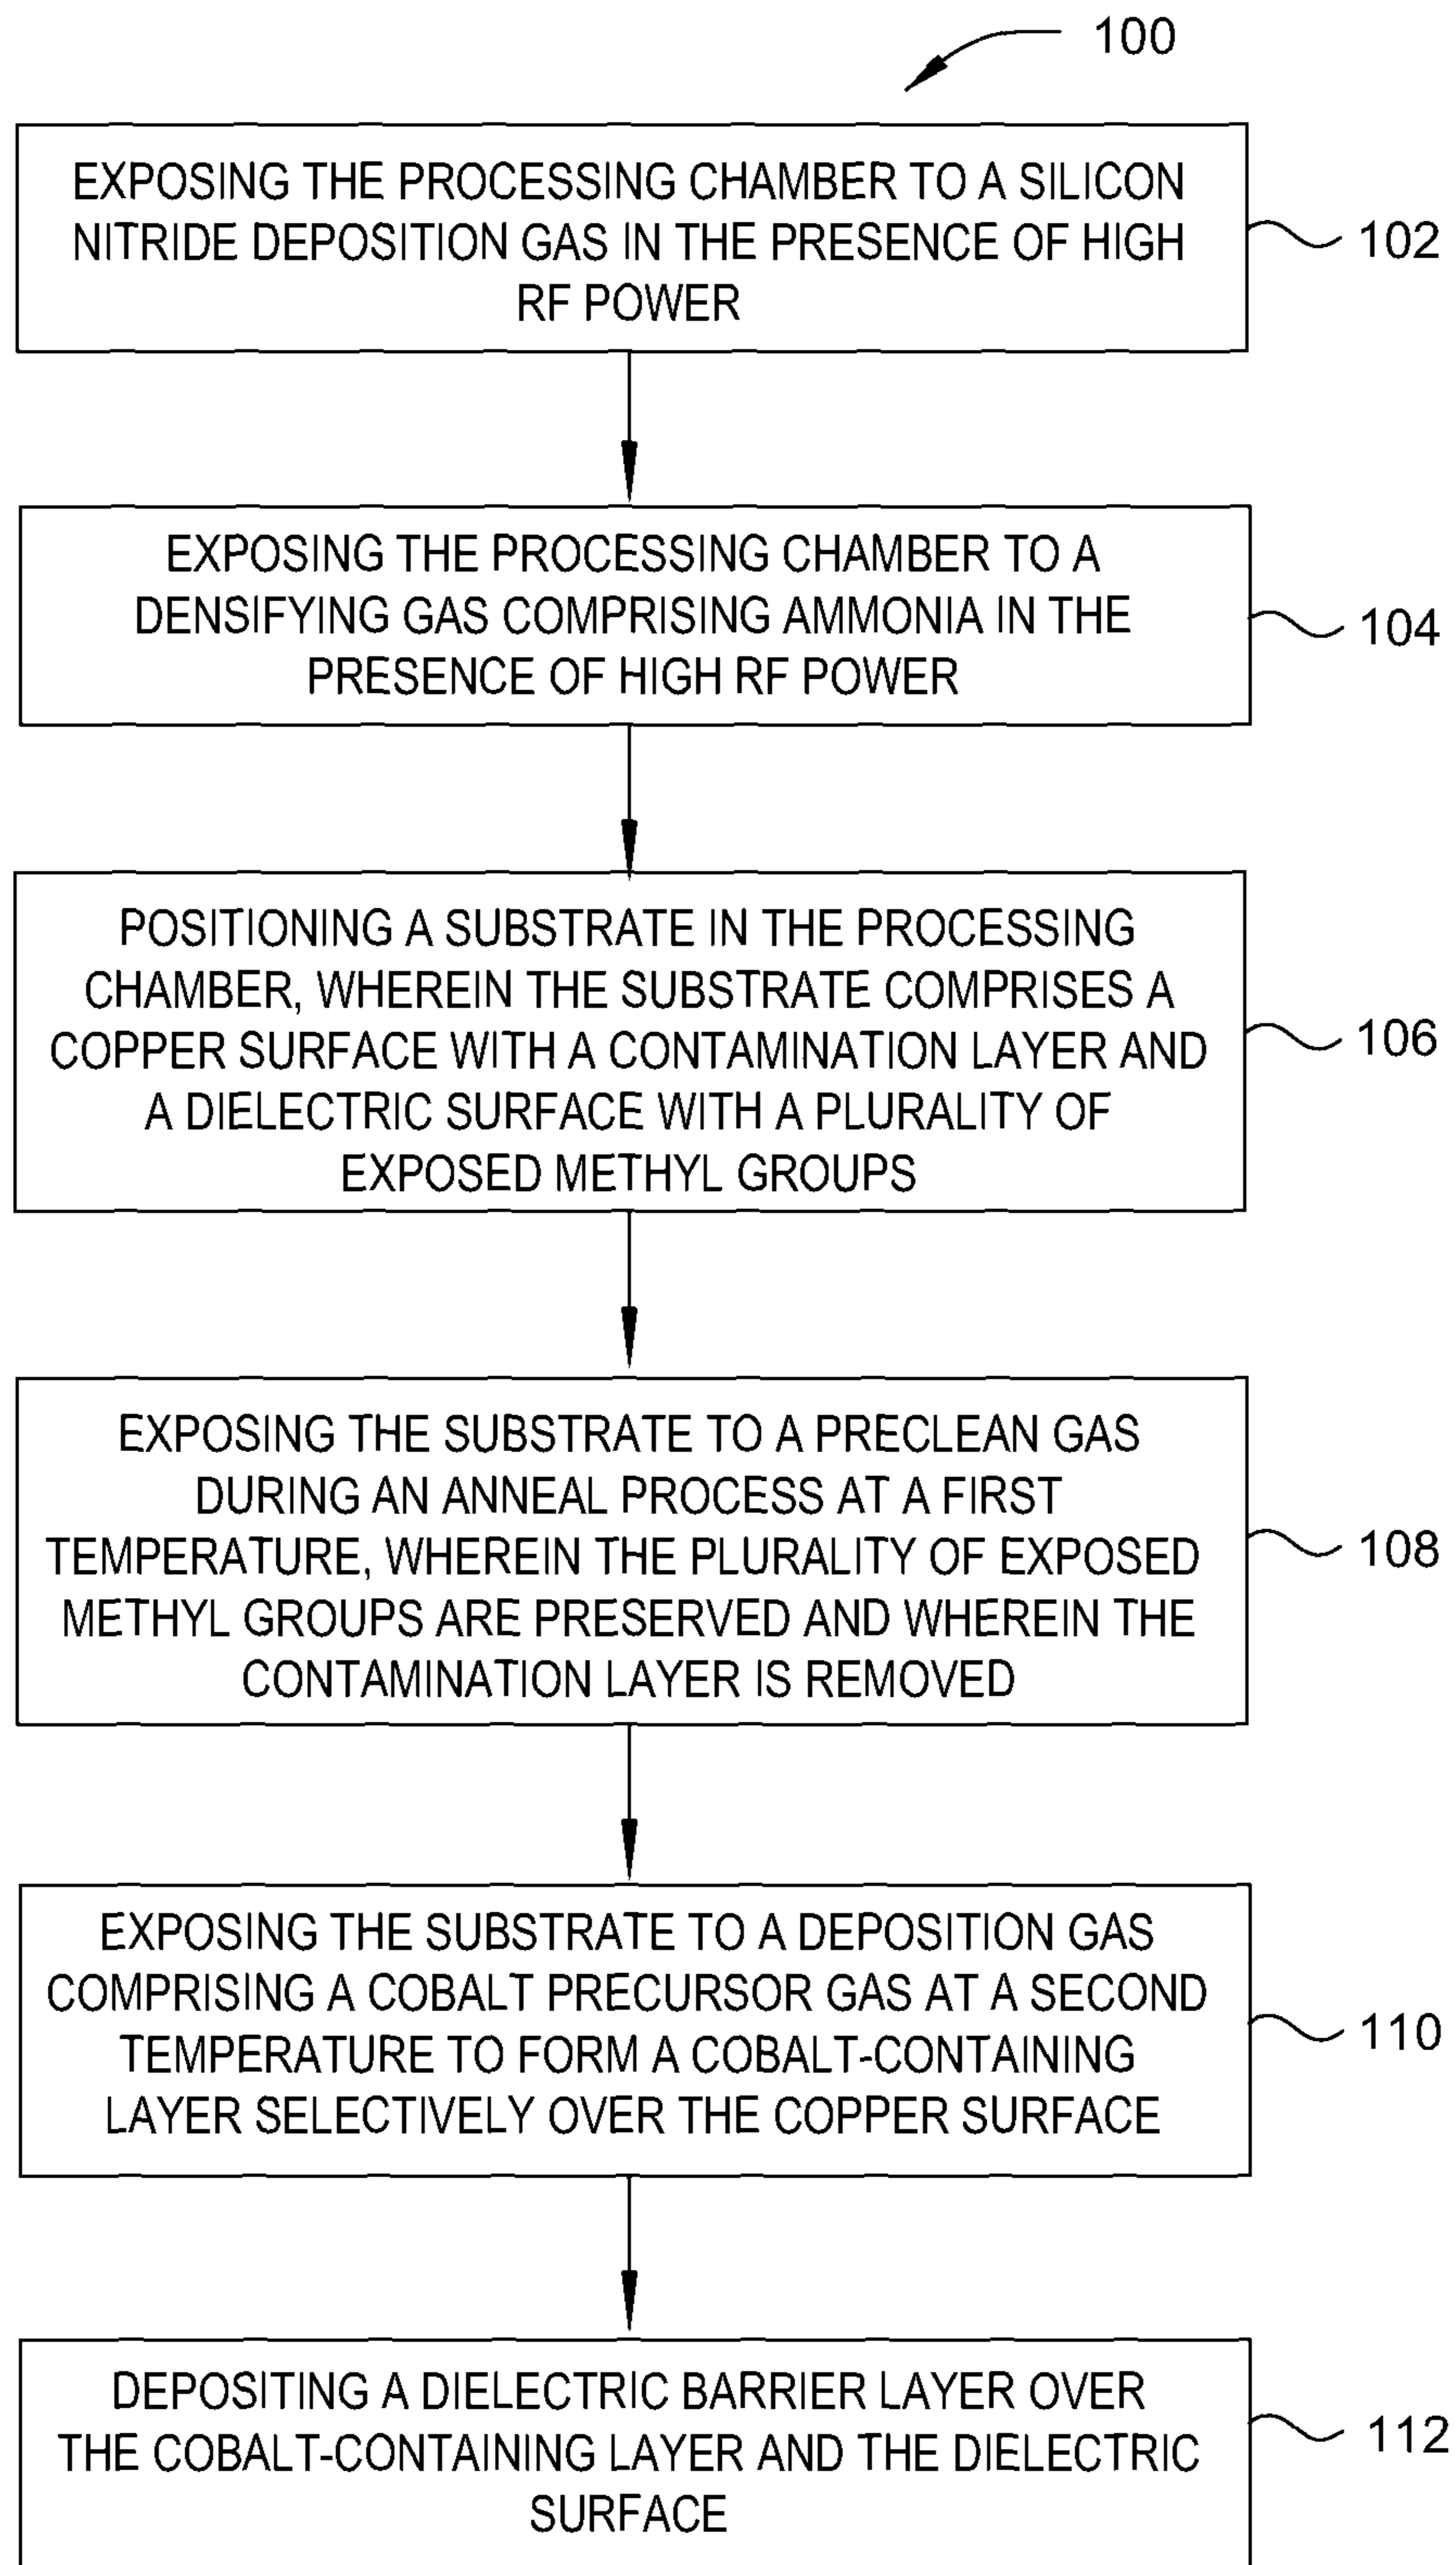 100
EXPOSING THE PROCESSING CHAMBER TO A SILICON
NITRIDE DEPOSITION GAS IN THE PRESENCE OF HIGH
RF POWER
102
EXPOSING THE PROCESSING CHAMBER TO A
DENSIFYING GAS COMPRISING AMMONIA IN THE
PRESENCE OF HIGH RF POWER
104
POSITIONING A SUBSTRATE IN THE PROCESSING
CHAMBER, WHEREIN THE SUBSTRATE COMPRISES A
COPPER SURFACE WITH A CONTAMINATION LAYER AND
A DIELECTRIC SURFACE WITH A PLURALITY OF
EXPOSED METHYL GROUPS
106
EXPOSING THE SUBSTRATE TO A PRECLEAN GAS
DURING AN ANNEAL PROCESS AT A FIRST
TEMPERATURE, WHEREIN THE PLURALITY OF EXPOSED
METHYL GROUPS ARE PRESERVED AND WHEREIN THE
CONTAMINATION LAYER IS REMOVED
108
EXPOSING THE SUBSTRATE TO A DEPOSITION GAS
COMPRISING A COBALT PRECURSOR GAS AT A SECOND
TEMPERATURE TO FORM A COBALT-CONTAINING
LAYER SELECTIVELY OVER THE COPPER SURFACE
110
DEPOSITING A DIELECTRIC BARRIER LAYER OVER
THE COBALT-CONTAINING LAYER AND THE DIELECTRIC
SURFACE
112